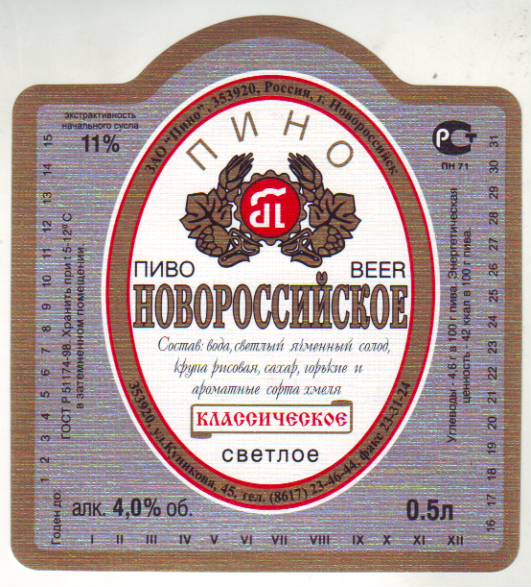 ЗАО "Пино", 353920, Россия, г. Новороссийск
ПИНО
экстрактивность
начального сусла
11%
РСТ
ПН 71
ПИВО BEER
НОВОРОССИЙСКОЕ
Состав: вода, светлый ячменный солод,
крупа рисовая, сахар, горькие и
ароматные сорта хмеля
КЛАССИЧЕСКОЕ
светлое
353920, ул.Куникова, 45, тел. (8617) 23-46-44, факс 23-31-24
ГОСТ Р 51174-98. Хранить при t 5-12° С
в затемненном помещении.
Углеводы - 4,6 г в 100 г пива. Энергетическая
ценность - 42 ккал в 100 г пива.
алк. 4,0% об.
0.5л
Годен до:
1 2 3 4 5 6 7 8 9 10 11 12 13 14 15
16 17 18 19 20 21 22 23 24 25 26 27 28 29 30 31
I II III IV V VI VII VIII IX X XI XII